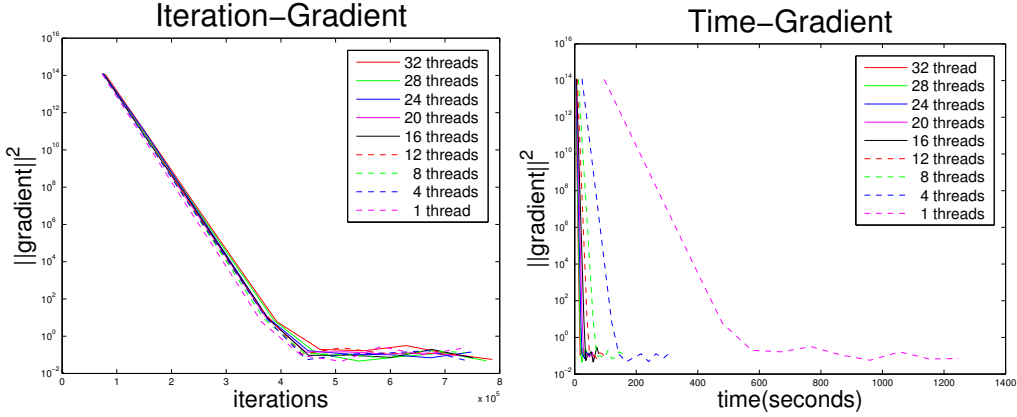 Iteration−Gradient
10^16
10^14
10^12
10^10
10^8
10^6
10^4
10^2
10^0
10^−2
||gradient||^2
32 threads
28 threads
24 threads
20 threads
16 threads
12 threads
8 threads
4 threads
1 thread
0
1
2
3
4
5
6
7
8
iterations
x 10^5
Time−Gradient
10^16
10^14
10^12
10^10
10^8
10^6
10^4
10^2
10^0
10^−2
||gradient||^2
32 thread
28 threads
24 threads
20 threads
16 threads
12 threads
8 threads
4 threads
1 threads
0
200
400
600
800
1000
1200
1400
time(seconds)